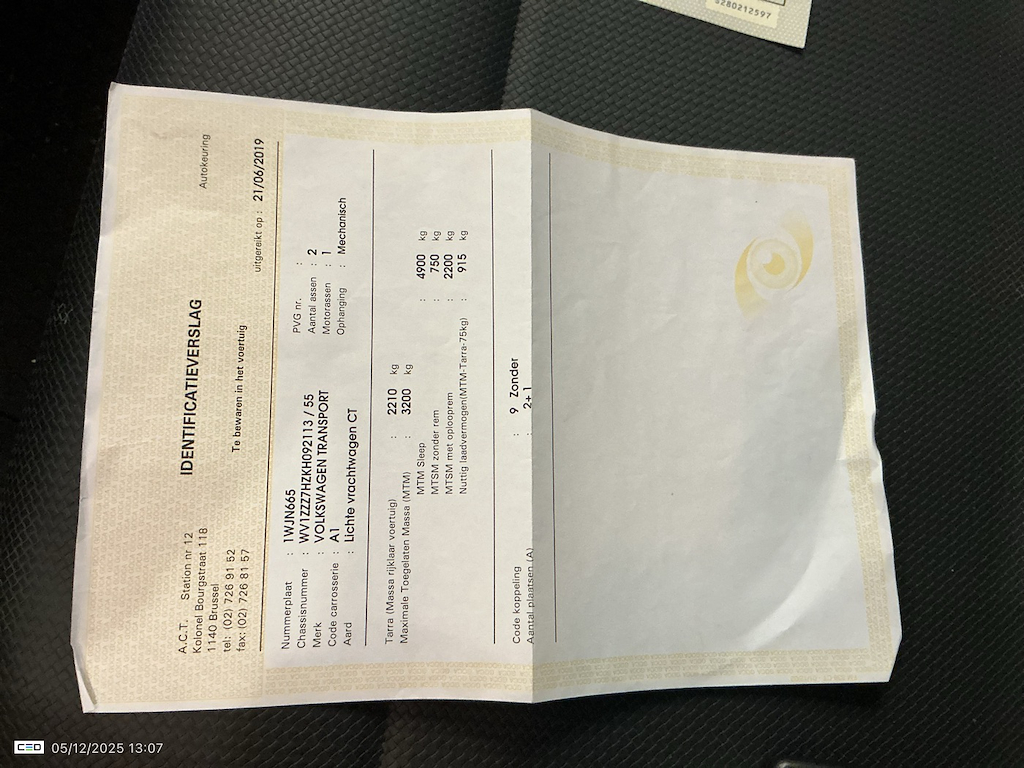 A.C.T. Station nr 12
Kolonel Bourgstraat 118
1140 Brussel
tel: (02) 726 91 52
fax: (02) 726 81 57
Autokeuring
IDENTIFICATIEVERSLAG
Te bewaren in het voertuig
uitgereikt op : 21/06/2019
Nummerplaat : 1WJN665
Chassisnummer : WV1ZZZ7HZKH092113 / 55 PVG nr. :
Merk : VOLKSWAGEN TRANSPORT Aantal assen : 2
Code carrosserie : A1 Motorassen : 1
Aard : Lichte vrachtwagen CT Ophanging : Mechanisch
Tarra (Massa rijklaar voertuig) : 2210 kg
Maximale Toegelaten Massa (MTM) : 3200 kg
MTM Sleep : 4900 kg
MTSM zonder rem : 750 kg
MTSM met oplooprem : 2200 kg
Nuttig laadvermogen(MTM-Tarra-75kg) : 915 kg
Code koppeling : 9 Zonder
Aantal plaatsen (A) : 2+ 1
5280212597
CED 05/12/2025 13:07